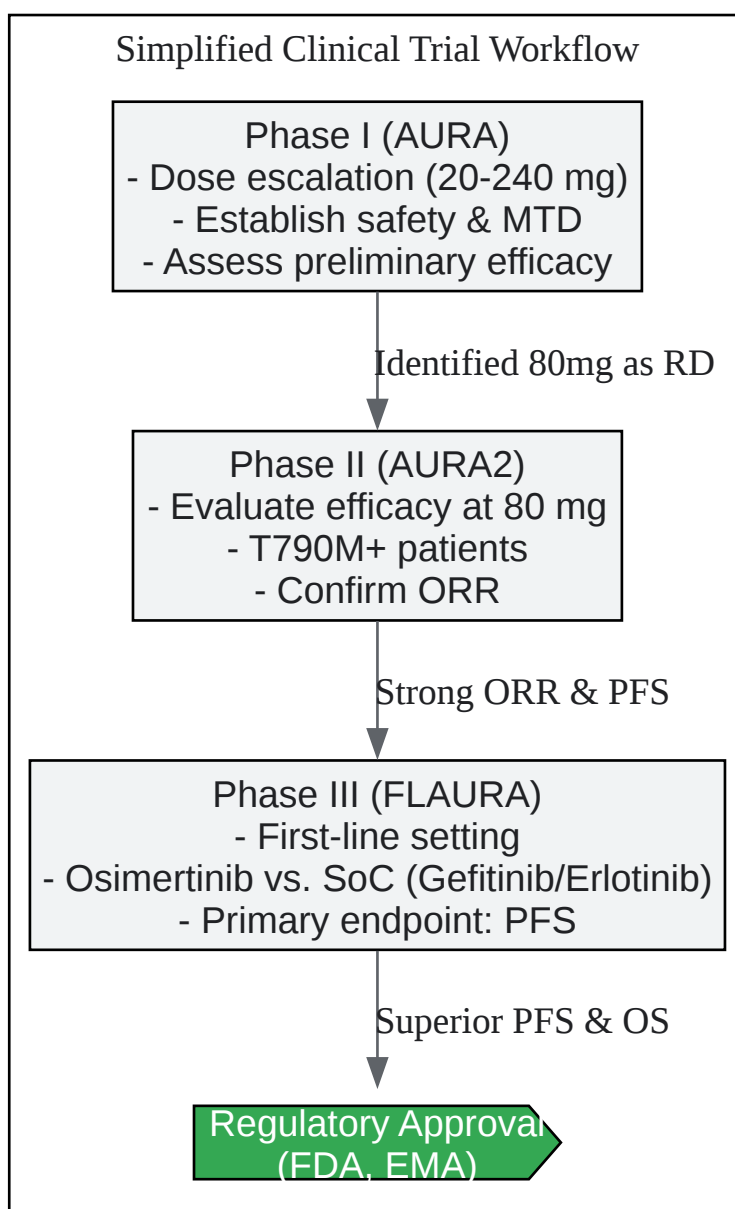 Simplified Clinical Trial Workflow
Phase I (AURA)
- Dose escalation (20-240 mg)
- Establish safety & MTD
- Assess preliminary efficacy
Identified 80mg as RD
Phase II (AURA2)
- Evaluate efficacy at 80 mg
- T790M+ patients
- Confirm ORR
Strong ORR & PFS
Phase III (FLAURA)
- First-line setting
- Osimertinib vs. SoC (Gefitinib/Erlotinib)
- Primary endpoint: PFS
Superior PFS & OS
Regulatory Approval
(FDA, EMA)